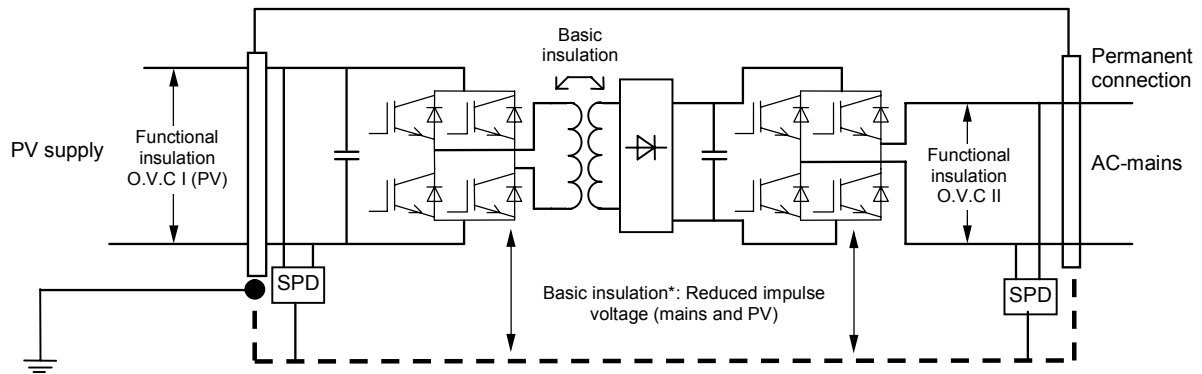 Basic
insulation
Permanent
connection
PV supply
Functional
insulation
O.V.C I (PV)
Functional
insulation
O.V.C II
AC-mains
SPD
Basic insulation*: Reduced impulse
voltage (mains and PV)
SPD